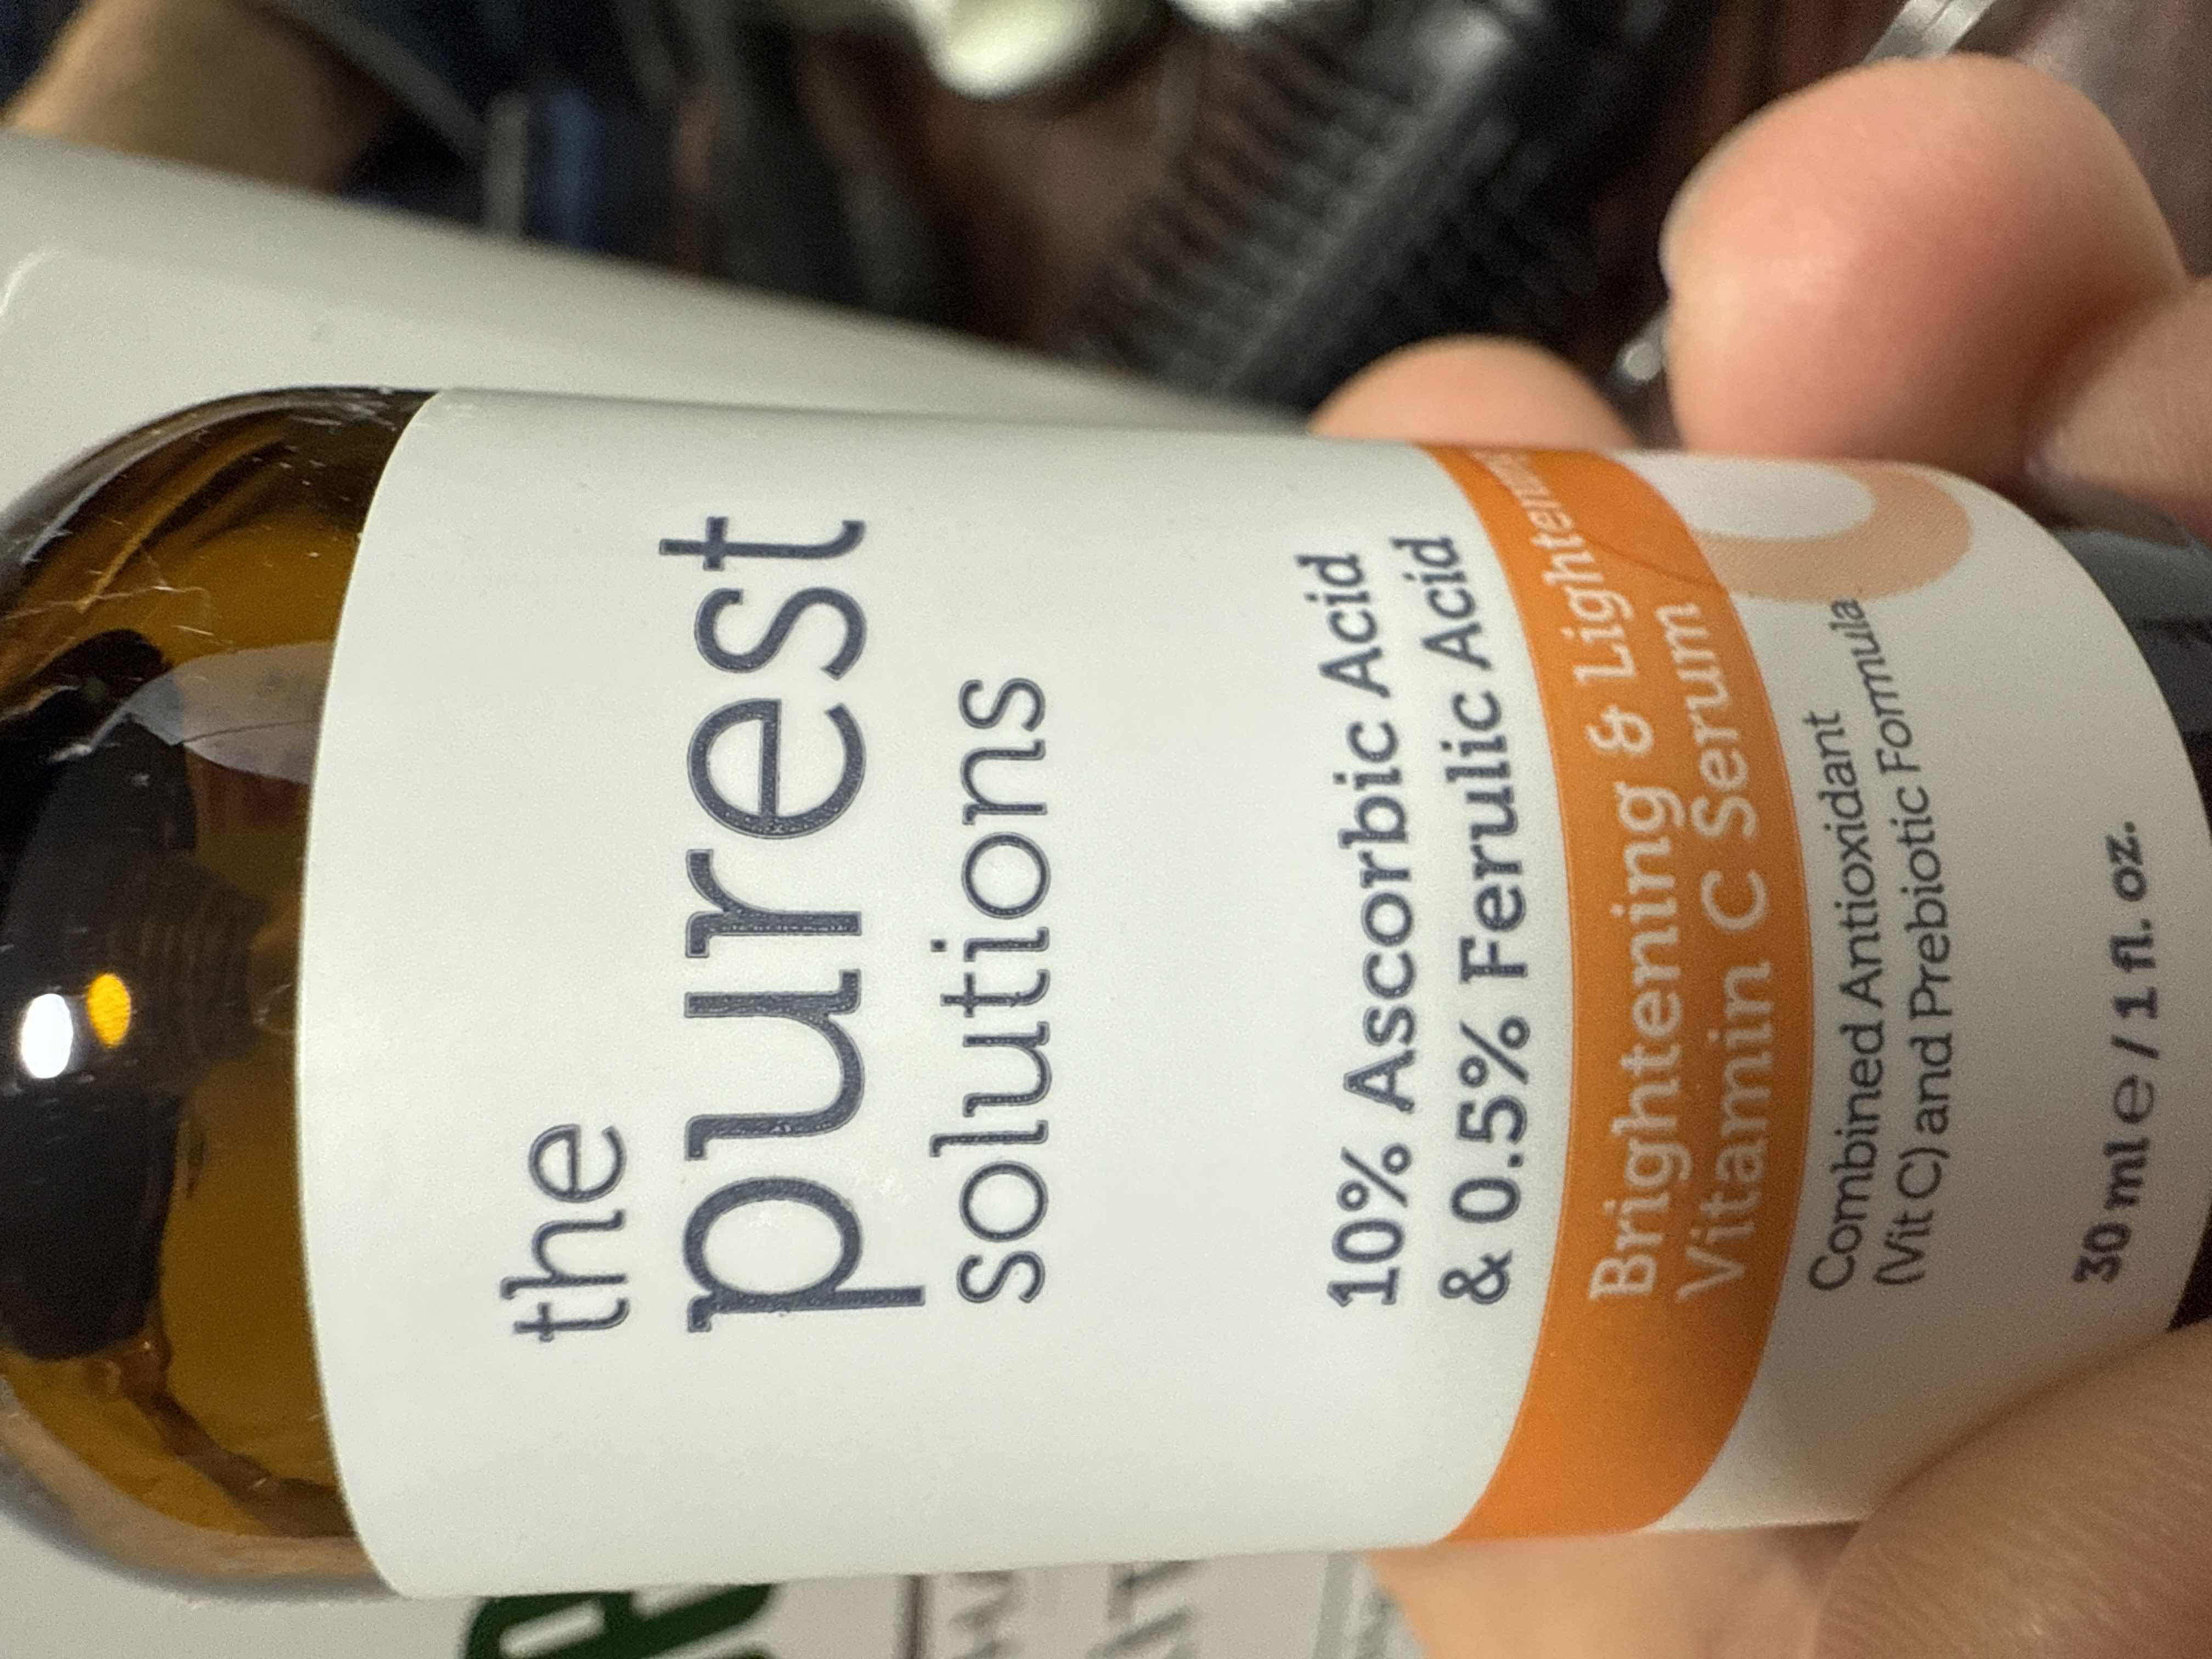 the
purest
solutions
10% Ascorbic Acid
& 0.5% Ferulic Acid
Brightening & Lightening
Vitamin C Serum
Combined Antioxidant
(Vit C) and Prebiotic Formula
30 ml e / 1 fl. oz.